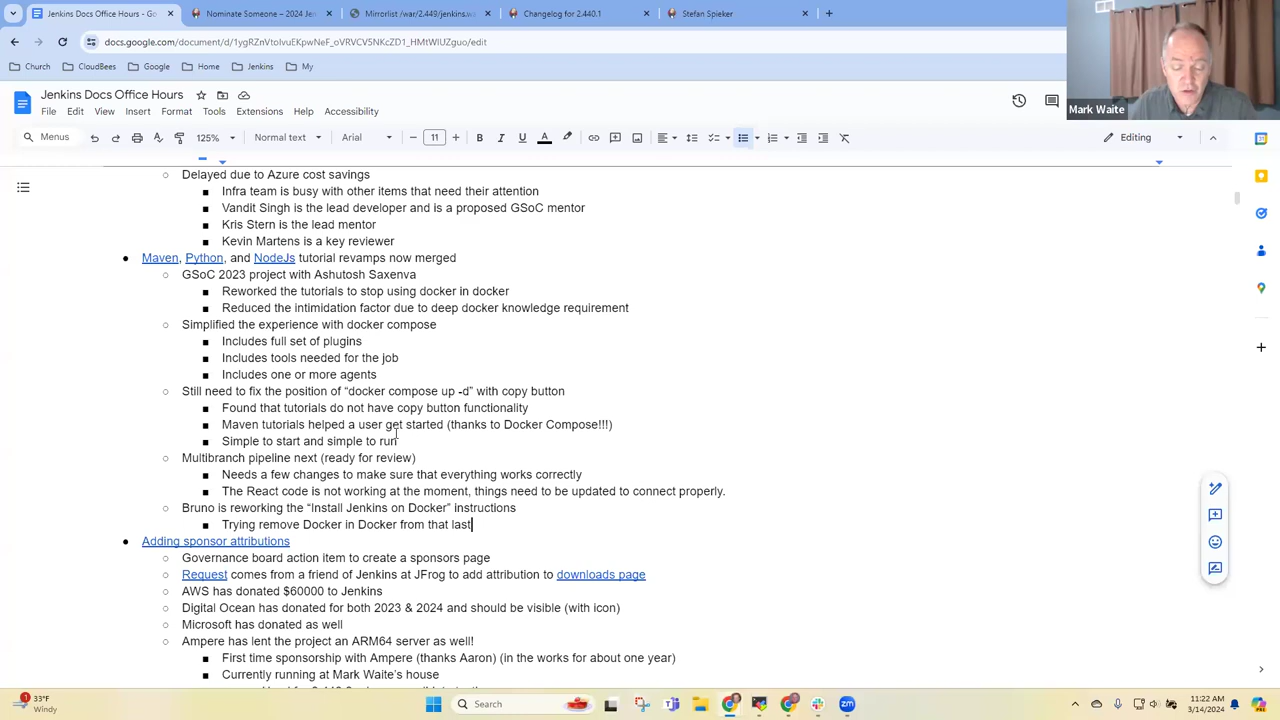 Jenkins Docs Office Hours - Go
Nominate Someone – 2024 Jen
Mirrorlist /war/2.449/jenkins.wa
Changelog for 2.440.1
Stefan Spieker
docs.google.com/document/d/1ygRZnVtoIvuEKpwNeF_oVRVCV5NKcZD1_HMtWlUZguo/edit
Church
CloudBees
Google
Home
Jenkins
My
Mark Waite
Jenkins Docs Office Hours
File Edit View Insert Format Tools Extensions Help Accessibility
Menus 125% Normal text Arial 11 Editing
Delayed due to Azure cost savings
Infra team is busy with other items that need their attention
Vandit Singh is the lead developer and is a proposed GSoC mentor
Kris Stern is the lead mentor
Kevin Martens is a key reviewer
Maven, Python, and NodeJs tutorial revamps now merged
GSoC 2023 project with Ashutosh Saxenva
Reworked the tutorials to stop using docker in docker
Reduced the intimidation factor due to deep docker knowledge requirement
Simplified the experience with docker compose
Includes full set of plugins
Includes tools needed for the job
Includes one or more agents
Still need to fix the position of “docker compose up -d” with copy button
Found that tutorials do not have copy button functionality
Maven tutorials helped a user get started (thanks to Docker Compose!!!)
Simple to start and simple to run
Multibranch pipeline next (ready for review)
Needs a few changes to make sure that everything works correctly
The React code is not working at the moment, things need to be updated to connect properly.
Bruno is reworking the “Install Jenkins on Docker” instructions
Trying remove Docker in Docker from that last
Adding sponsor attributions
Governance board action item to create a sponsors page
Request comes from a friend of Jenkins at JFrog to add attribution to downloads page
AWS has donated $60000 to Jenkins
Digital Ocean has donated for both 2023 & 2024 and should be visible (with icon)
Microsoft has donated as well
Ampere has lent the project an ARM64 server as well!
First time sponsorship with Ampere (thanks Aaron) (in the works for about one year)
Currently running at Mark Waite's house
33°F
Windy
Search
11:22 AM
3/14/2024